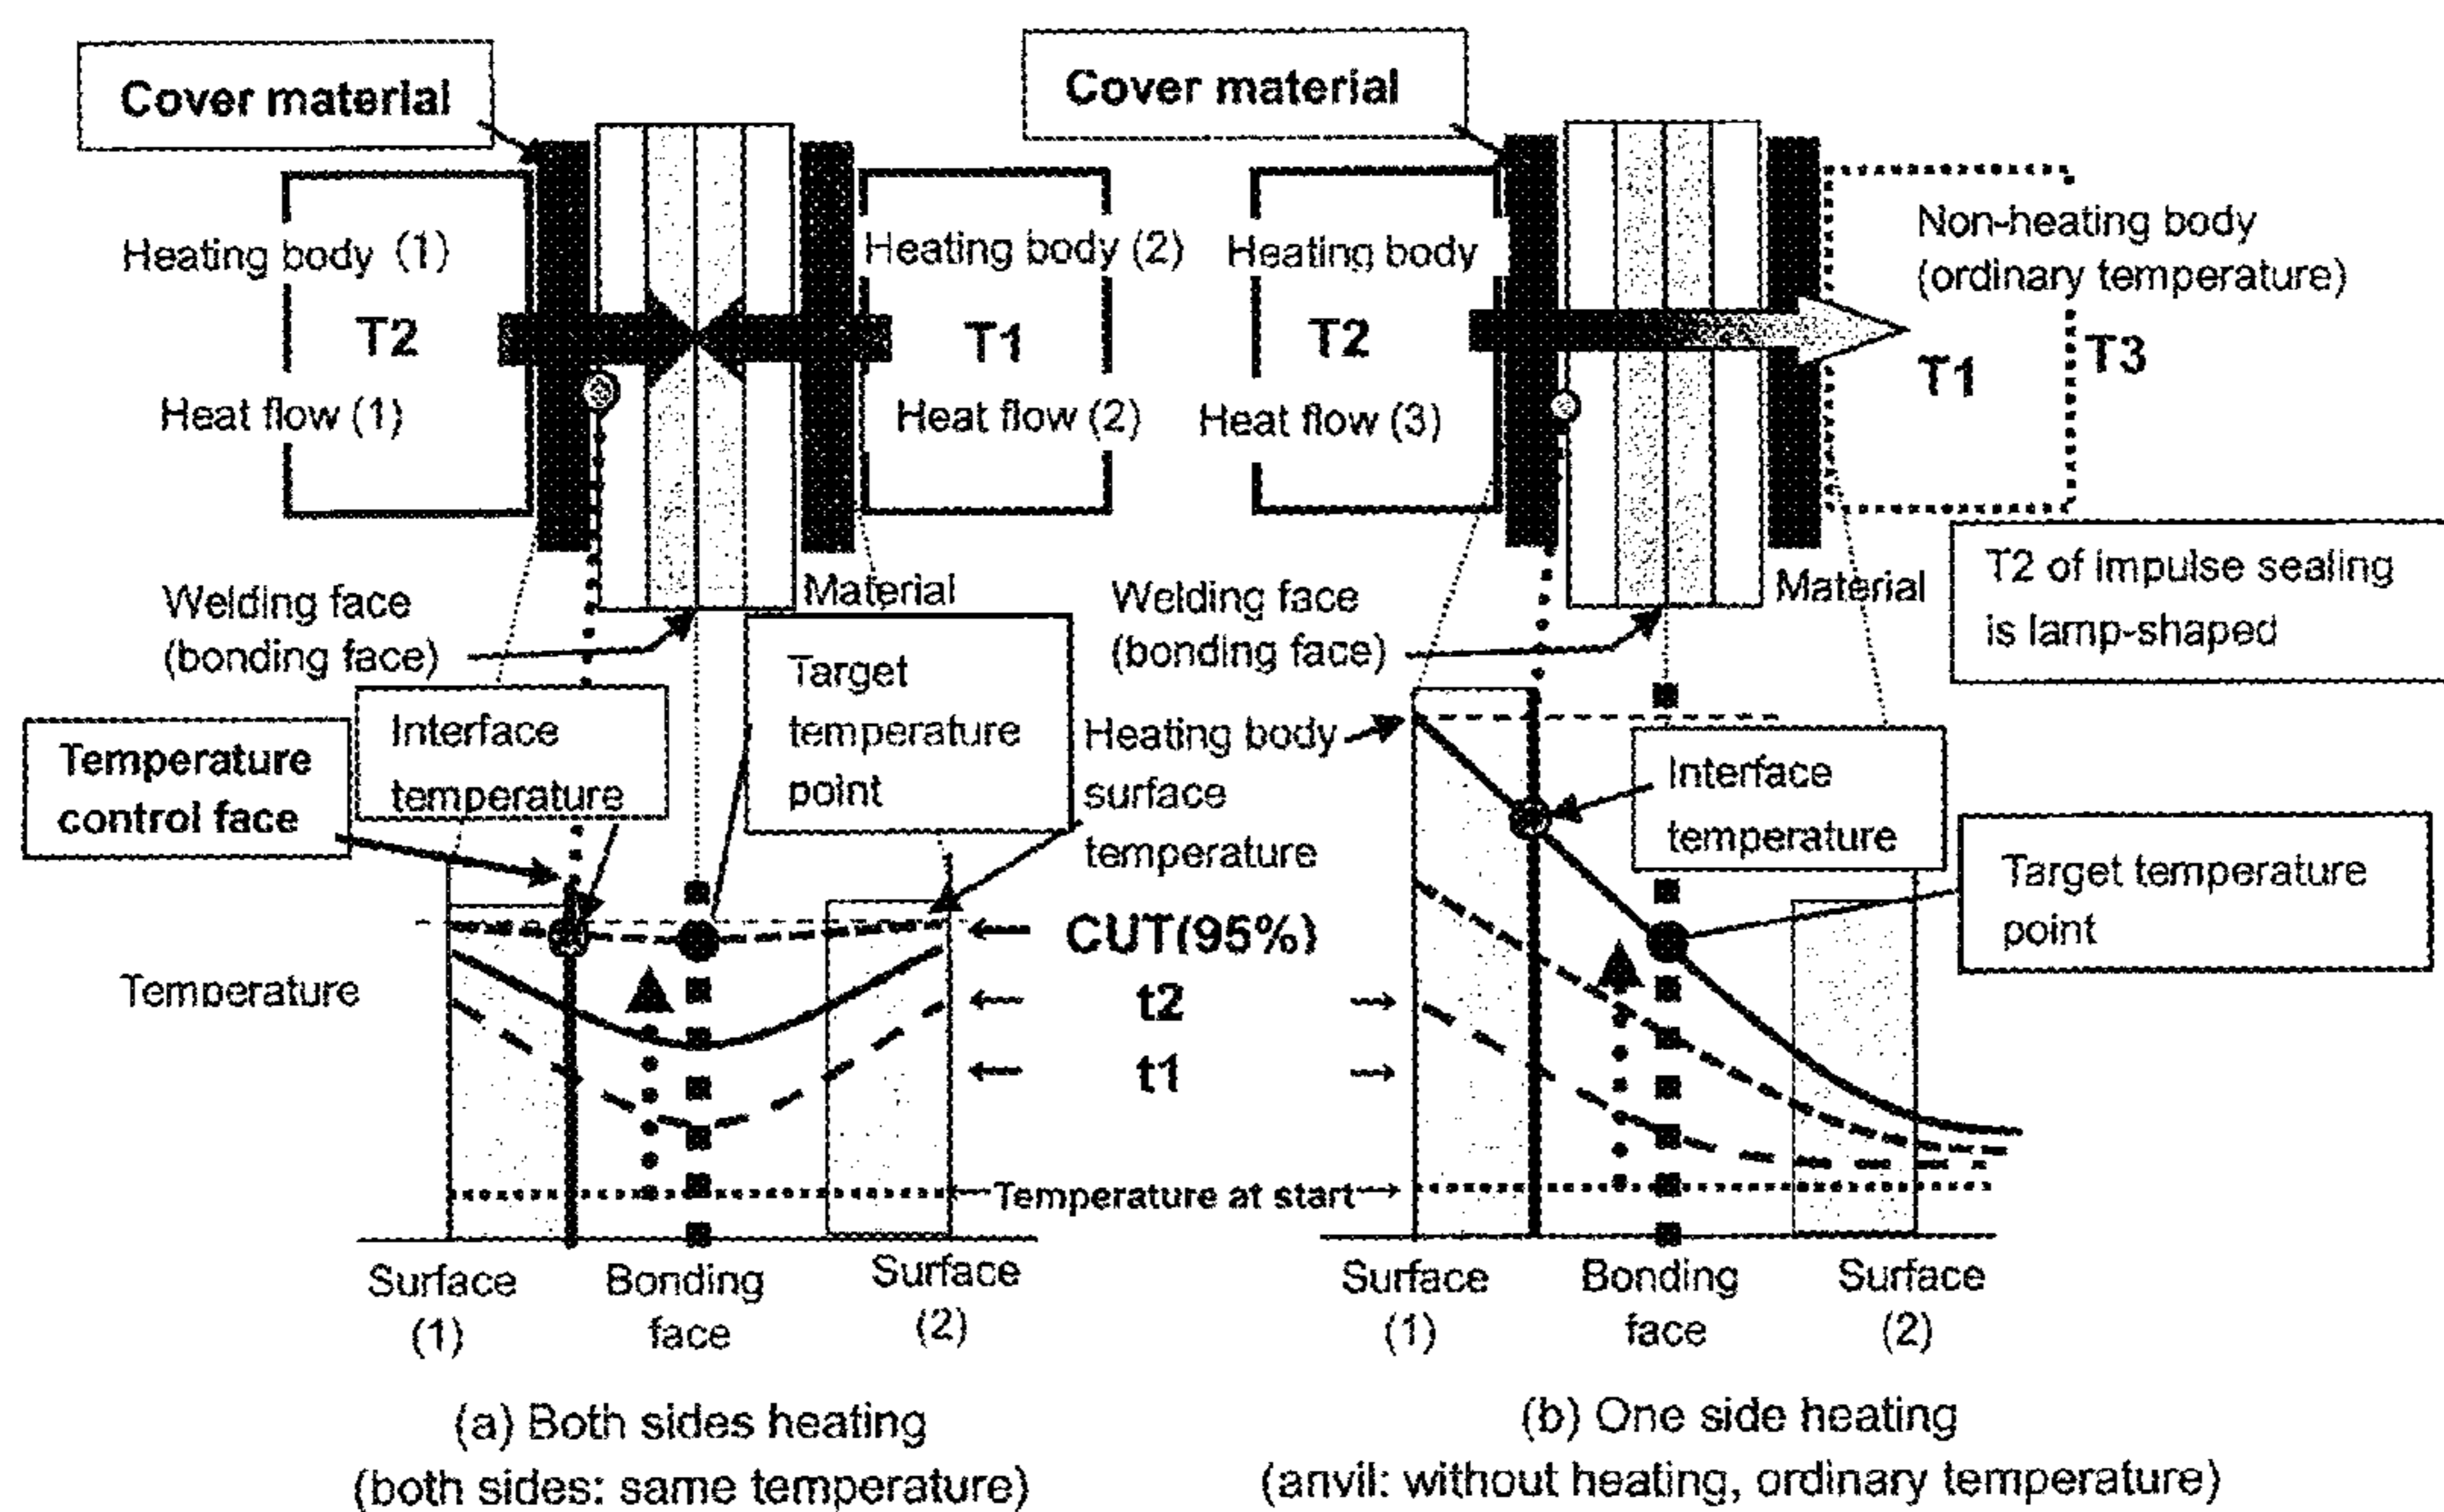 Cover material
Heating body (1)
T2
Heat flow (1)
Heating body (2)
T1
Heat flow (2)
Welding face
(bonding face)
Material
Temperature
control face
Interface
temperature
Target
temperature
point
Heating body
surface
temperature
Temperature
CUT(95%)
t2
t1
Temperature at start
Surface
(1)
Bonding
face
Surface
(2)
(a) Both sides heating
(both sides: same temperature)
Cover material
Heating body
T2
Heat flow (3)
Non-heating body
(ordinary temperature)
T1
T3
Welding face
(bonding face)
Material
T2 of impulse sealing
is lamp-shaped
Interface
temperature
Target temperature
point
Surface
(1)
Bonding
face
Surface
(2)
(b) One side heating
(anvil: without heating, ordinary temperature)